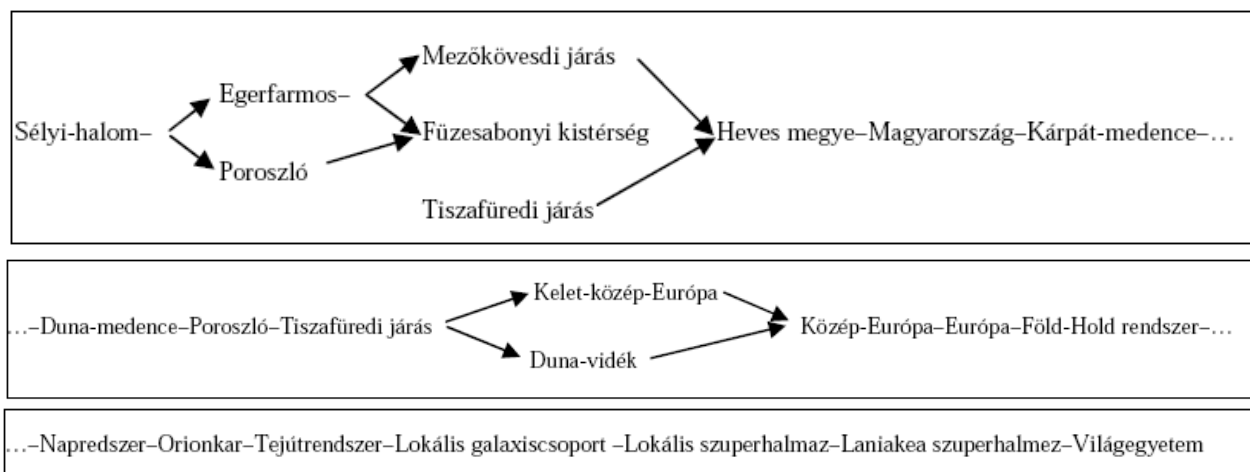 Mezőkövesdi járás
Egerfarmos–
Sélyi-halom–
Füzesabonyi kistérség
Heves megye–Magyarország–Kárpát-medence–…
Poroszló
Tiszafüredi járás
Kelet-közép-Európa
…–Duna-medence–Poroszló–Tiszafüredi járás
Közép-Európa–Európa–Föld-Hold rendszer–…
Duna-vidék
…–Napredszer–Orionkar–Tejútrendszer–Lokális galaxiscsoport –Lokális szuperhalmaz–Laniakea szuperhalmez–Világegyetem